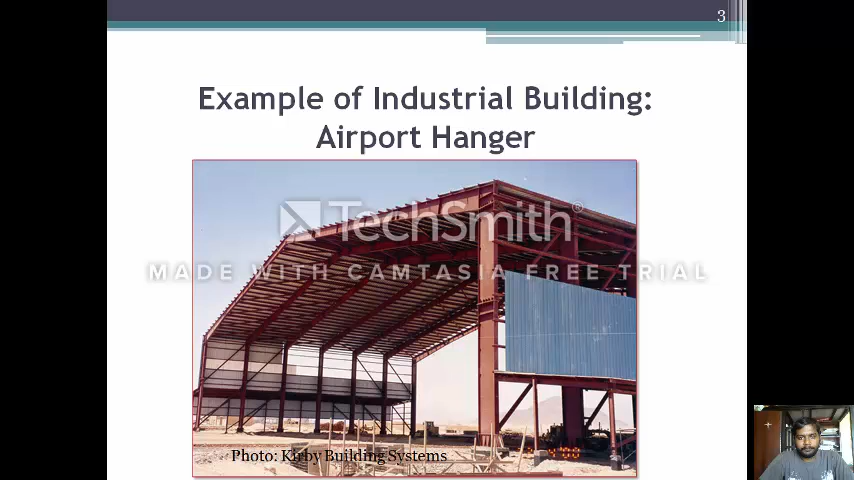 3
Example of Industrial Building:
Airport Hanger
TechSmith®
MADE WITH CAMTASIA FREE TRIAL
Photo: Kirby Building Systems